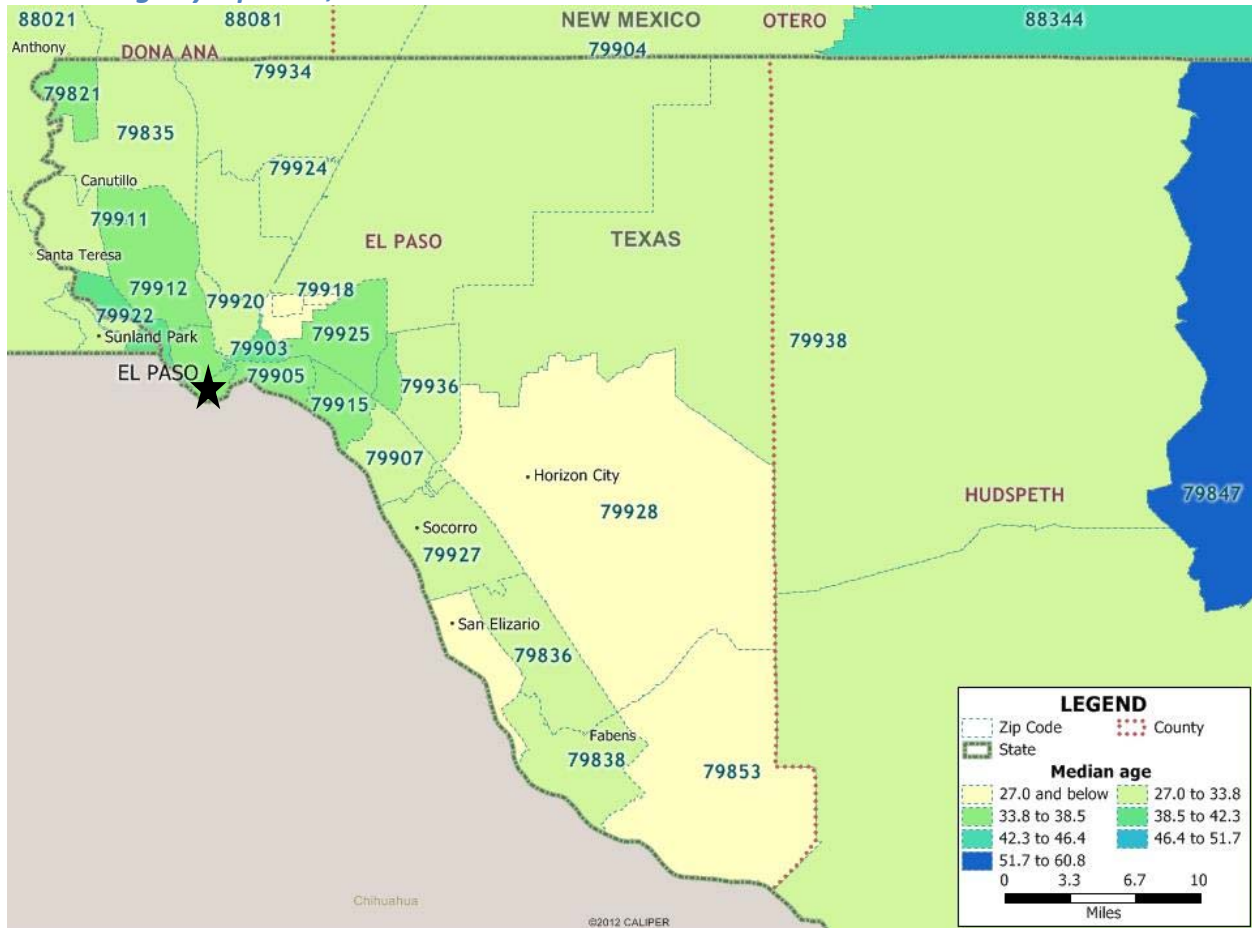 88021
88081
NEW MEXICO
OTERO
88344
Anthony
DONA ANA
79904
79934
79821
79835
79924
Canutillo
79911
EL PASO
TEXAS
Santa Teresa
79912
79920
79918
79922
Sunland Park
79925
79903
79938
EL PASO
79905
79936
79915
79907
Horizon City
79928
HUDSPETH
79847
Socorro
79927
San Elizario
79836
Fabens
79838
79853
LEGEND
Zip Code
County
State
Median age
27.0 and below
27.0 to 33.8
33.8 to 38.5
38.5 to 42.3
42.3 to 46.4
46.4 to 51.7
51.7 to 60.8
0 3.3 6.7 10
Miles
Chihuahua
©2012 CALIPER